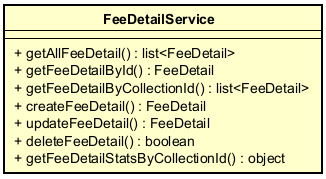 FeeDetailService
+ getAllFeeDetail() : list<FeeDetail>
+ getFeeDetailById() : FeeDetail
+ getFeeDetailByCollectionId() : list<FeeDetail>
+ createFeeDetail() : FeeDetail
+ updateFeeDetail() : FeeDetail
+ deleteFeeDetail() : boolean
+ getFeeDetailStatsByCollectionId() : object